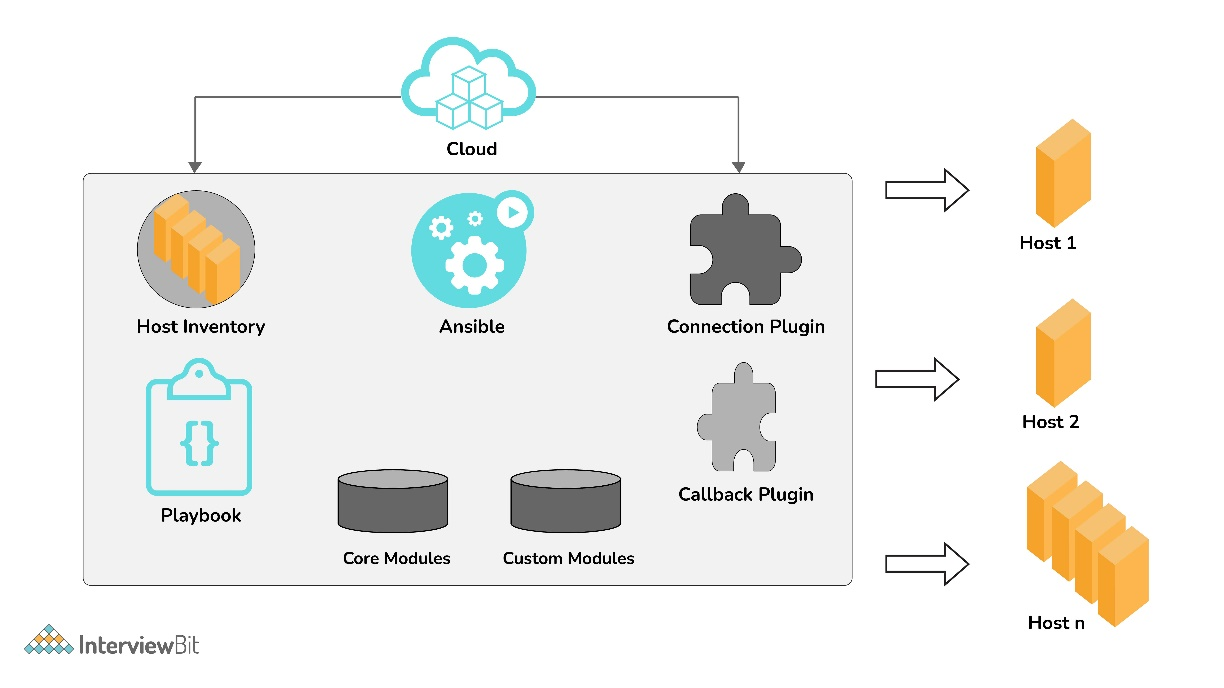 Cloud
Host Inventory
Ansible
Connection Plugin
Playbook
{}
Core Modules
Custom Modules
Callback Plugin
Host 1
Host 2
Host n
InterviewBit